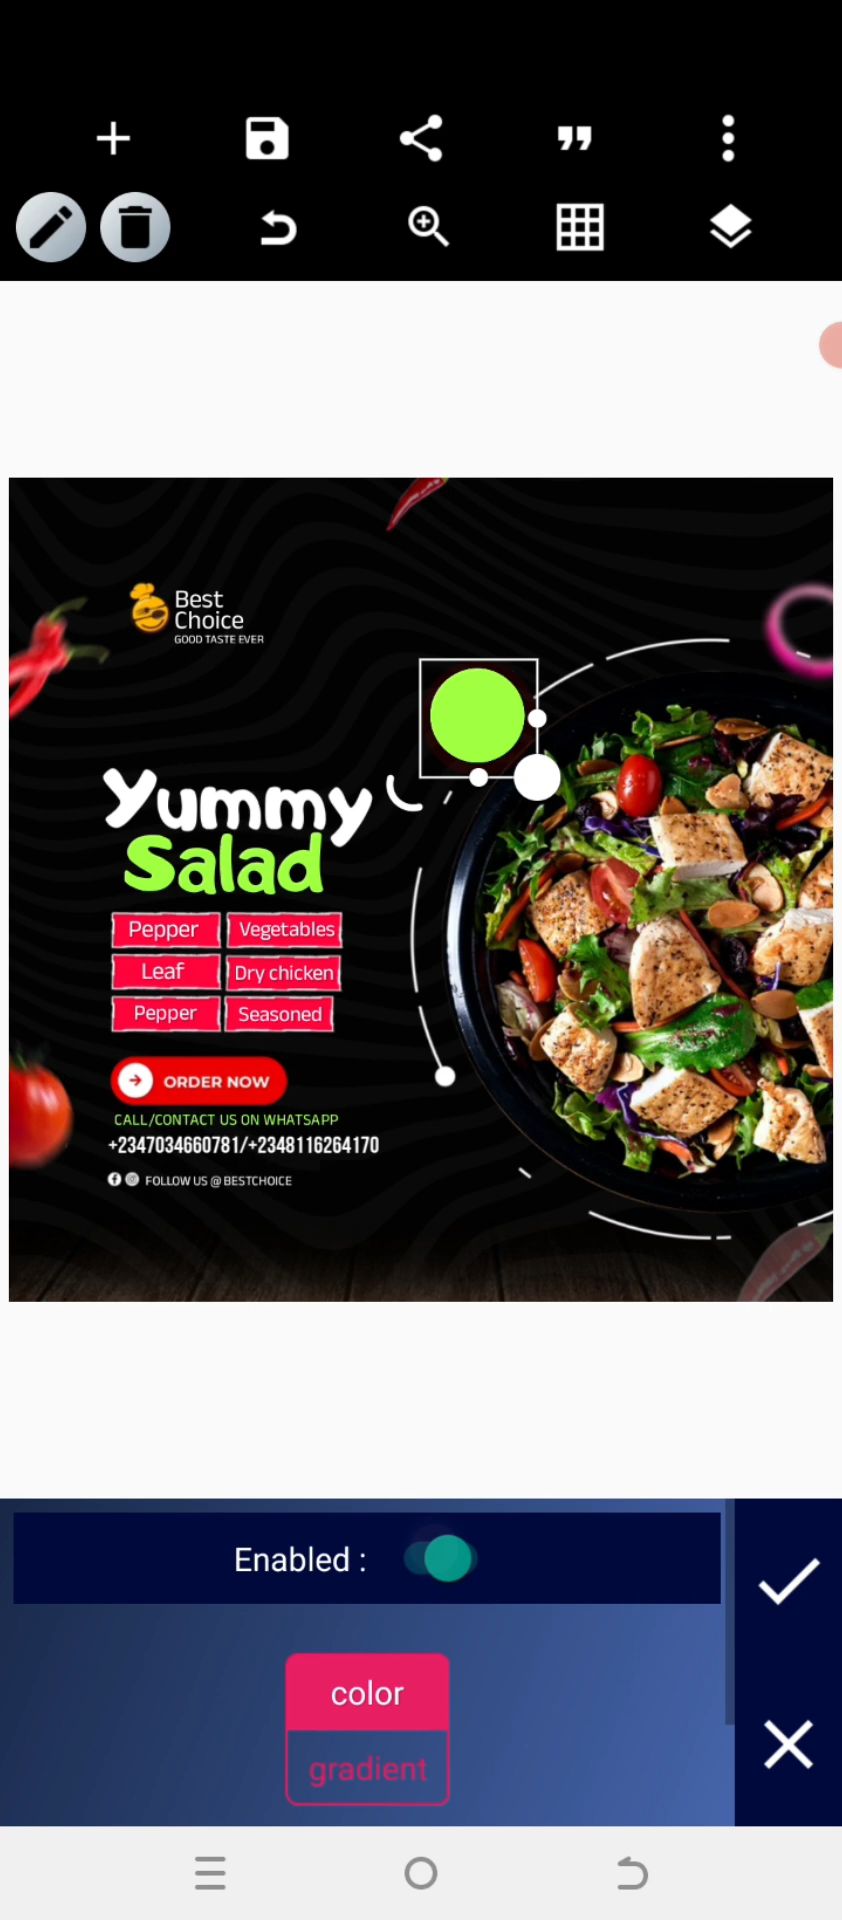 Best
Choice
GOOD TASTE EVER
Yummy
Salad
Pepper
Vegetables
Leaf
Dry chicken
Pepper
Seasoned
ORDER NOW
CALL/CONTACT US ON WHATSAPP
+2347034660781/+2348116264170
FOLLOW US @ BESTCHOICE
Enabled :
color
gradient